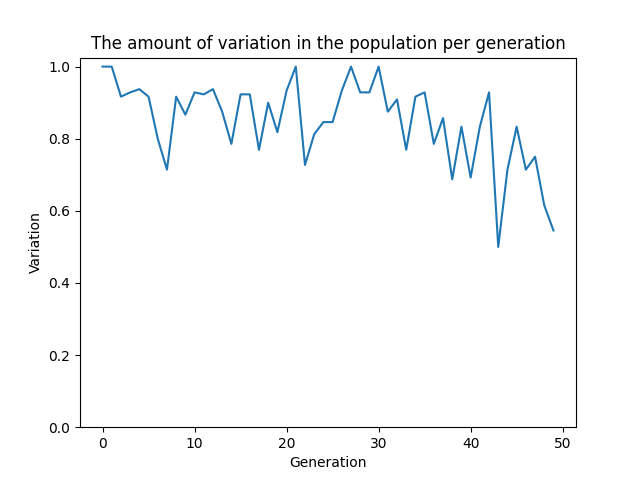 The amount of variation in the population per generation
1.0
0.8
0.6
0.4
0.2
0.0
Variation
0 10 20 30 40 50
Generation